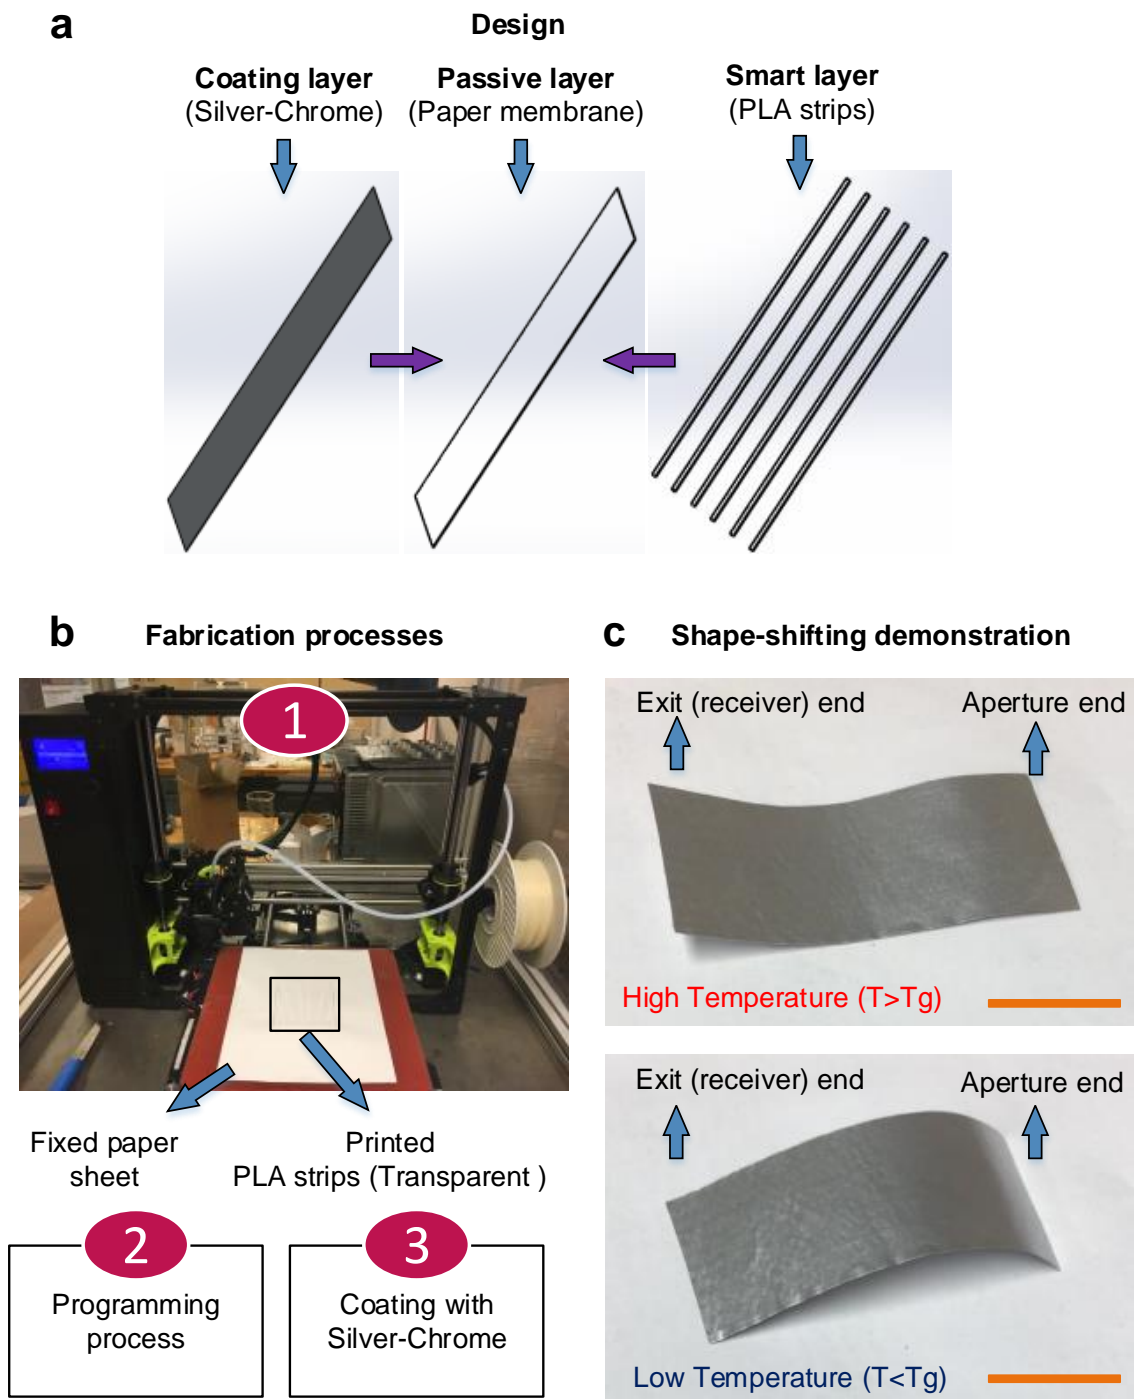 a
Design
Coating layer
(Silver-Chrome)
Passive layer
(Paper membrane)
Smart layer
(PLA strips)
b
Fabrication processes
1
Fixed paper
sheet
Printed
PLA strips (Transparent )
2
Programming
process
3
Coating with
Silver-Chrome
c
Shape-shifting demonstration
Exit (receiver) end
Aperture end
High Temperature (T>Tg)
Exit (receiver) end
Aperture end
Low Temperature (T<Tg)